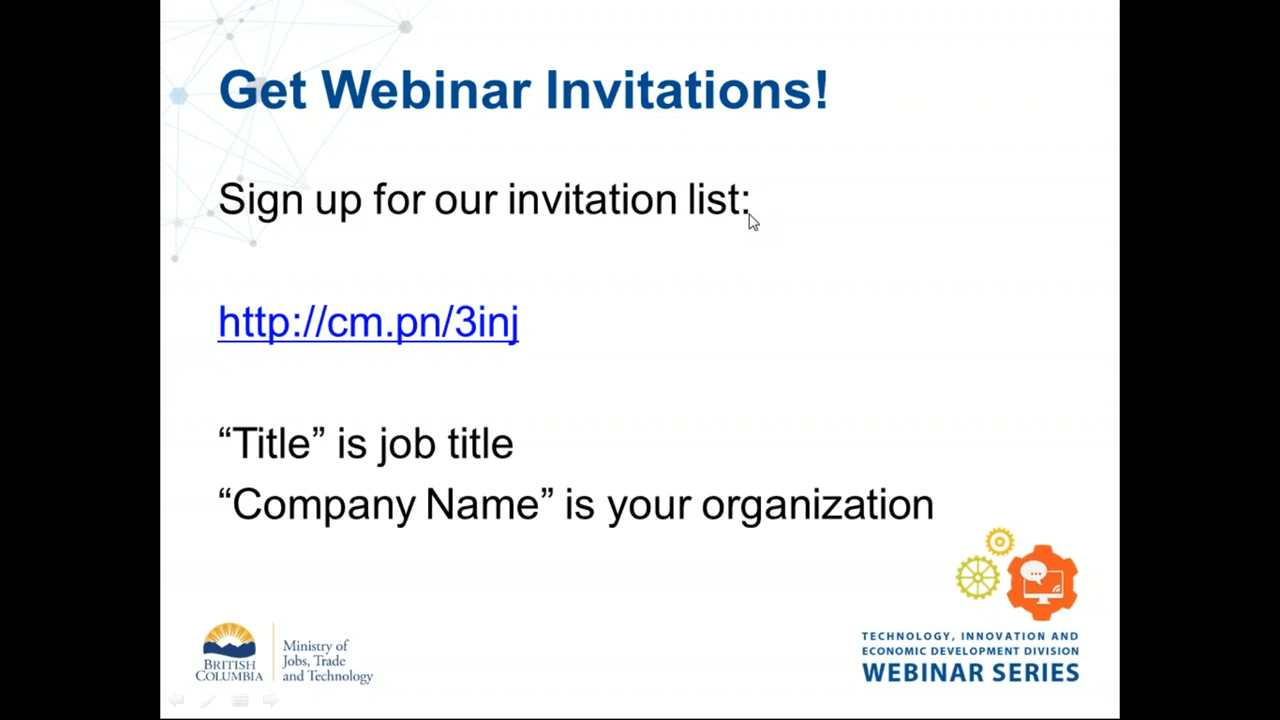 Get Webinar Invitations!
Sign up for our invitation list:
http://cm.pn/3inj
“Title” is job title
“Company Name” is your organization
BRITISH
COLUMBIA
Ministry of
Jobs, Trade
and Technology
TECHNOLOGY, INNOVATION AND
ECONOMIC DEVELOPMENT DIVISION
WEBINAR SERIES